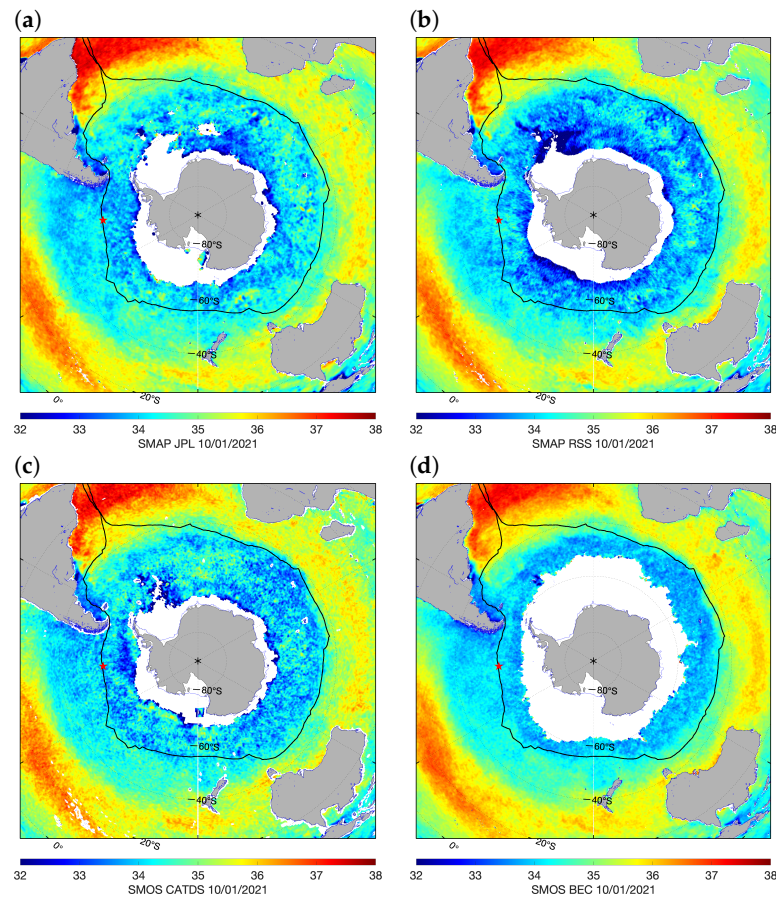 (a)
(b)
−80°S
−60°S
−40°S
20°S
0°
−80°S
−60°S
−40°S
20°S
0°
32 33 34 35 36 37 38
SMAP JPL 10/01/2021
32 33 34 35 36 37 38
SMAP RSS 10/01/2021
(c)
(d)
−80°S
−60°S
−40°S
20°S
0°
−80°S
−60°S
−40°S
20°S
0°
32 33 34 35 36 37 38
SMOS CATDS 10/01/2021
32 33 34 35 36 37 38
SMOS BEC 10/01/2021